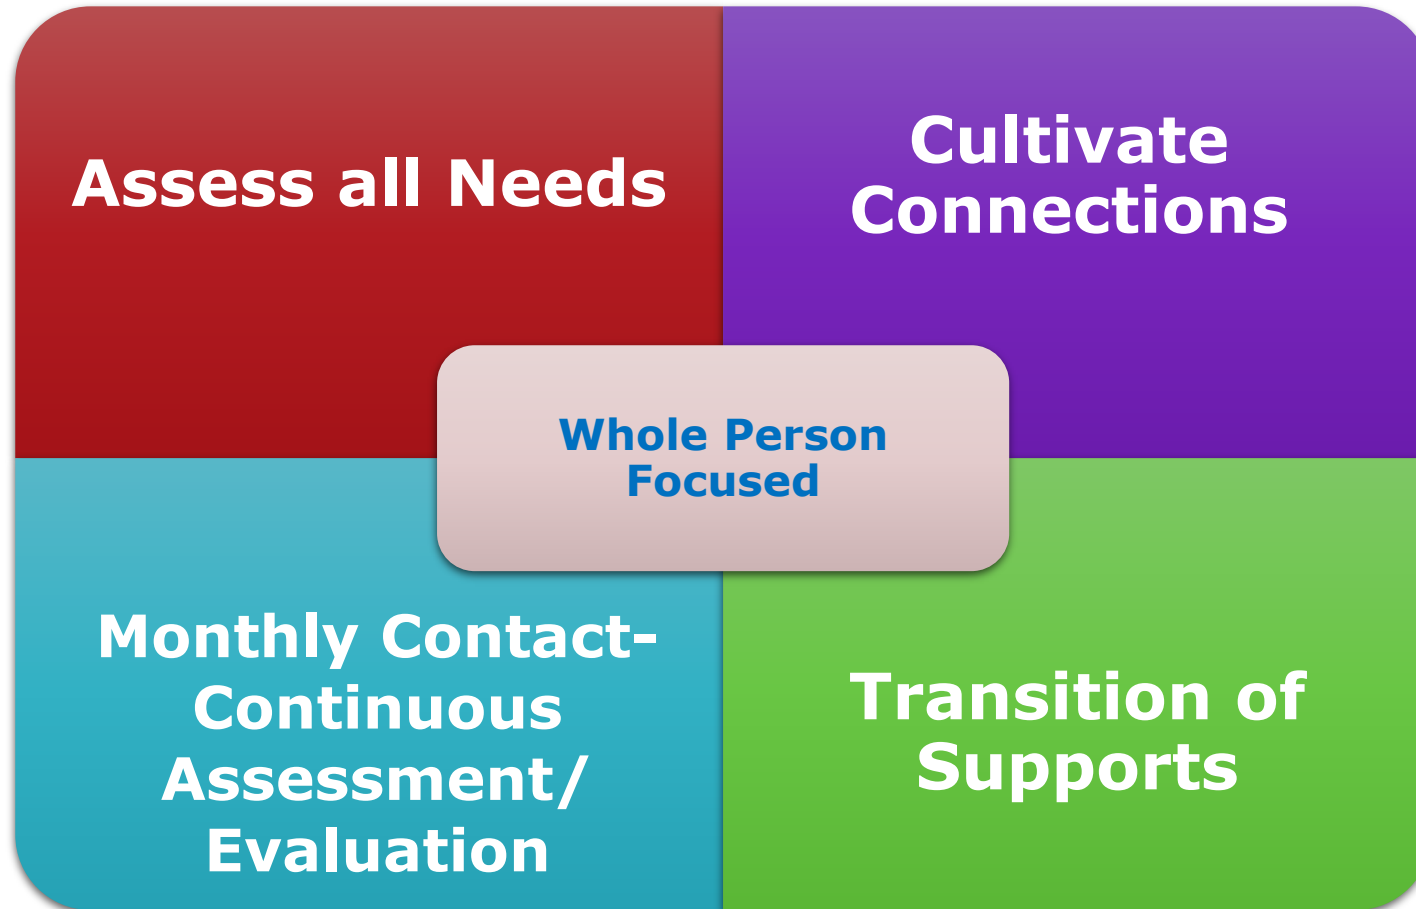 Assess all Needs
Cultivate
Connections
Whole Person
Focused
Monthly Contact-
Continuous
Assessment/
Evaluation
Transition of
Supports